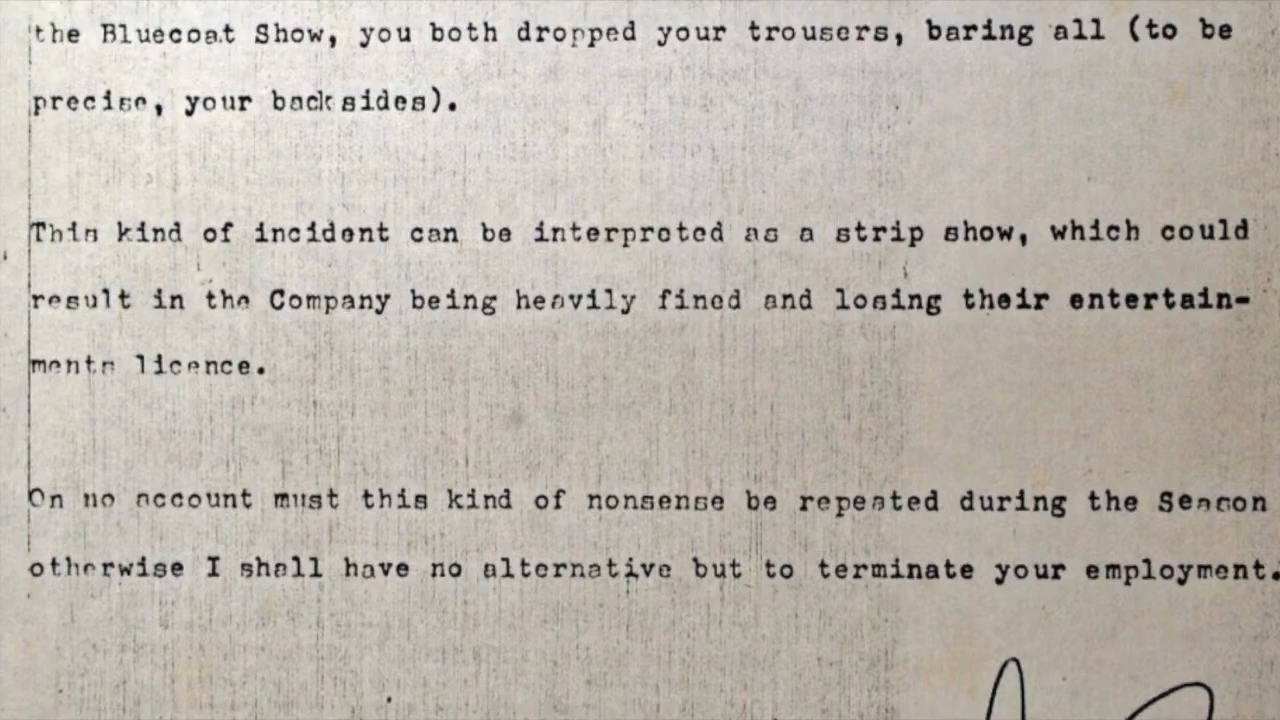 the Bluecoat Show, you both dropped your trousers, baring all (to be
precise, your backsides).
This kind of incident can be interpreted as a strip show, which could
result in the Company being heavily fined and losing their entertain-
ments licence.
On no account must this kind of nonsense be repeated during the Season
otherwise I shall have no alternative but to terminate your employment.